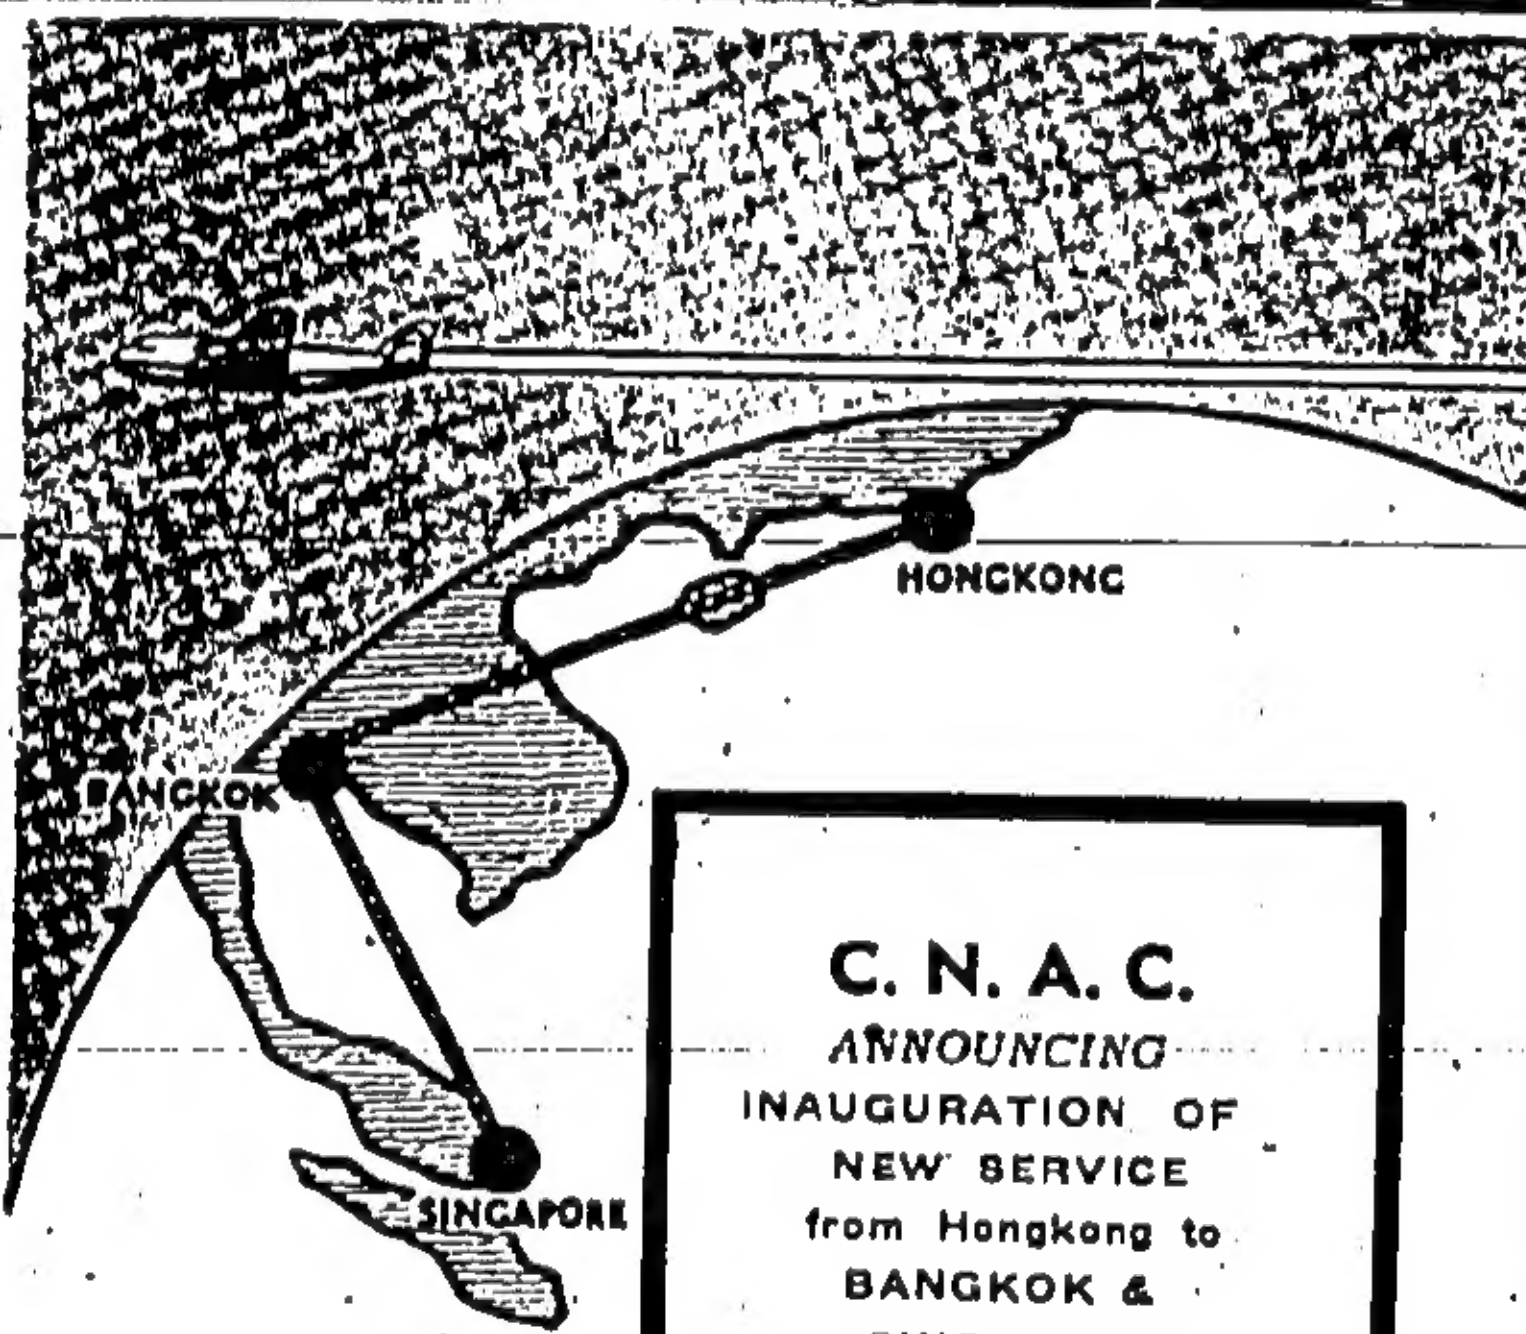 HONGKONG
BANGKOK
SINGAPORE
C. N. A. C.
ANNOUNCING
INAUGURATION OF
NEW SERVICE
from Hongkong to
BANGKOK &